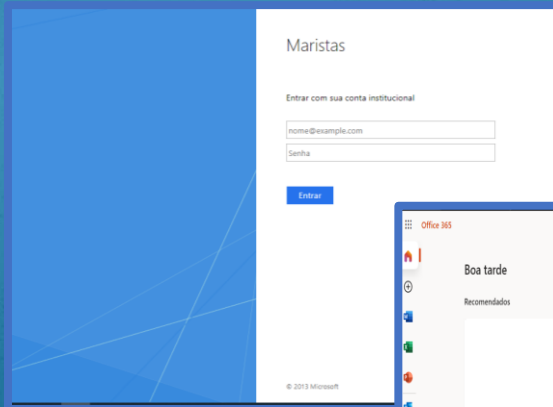 Maristas
Entrar com sua conta institucional
nome@example.com
Senha
Entrar
© 2013 Microsoft
Office 365
Boa tarde
Recomendados